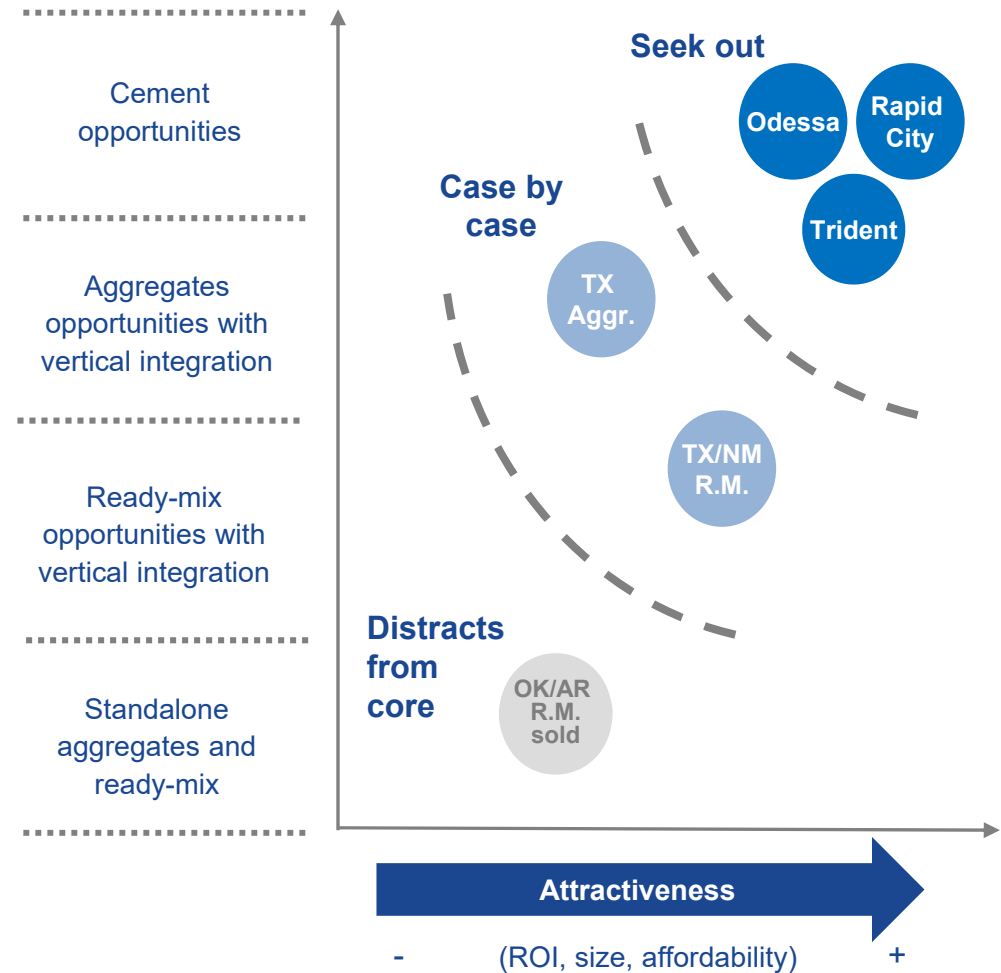 Cement
opportunities
Aggregates
opportunities with
vertical integration
Ready-mix
opportunities with
vertical integration
Standalone
aggregates and
ready-mix
Seek out
Odessa
Rapid
City
Trident
Case by
case
TX
Aggr.
TX/NM
R.M.
Distracts
from
core
OK/AR
R.M.
sold
Attractiveness
- (ROI, size, affordability) +